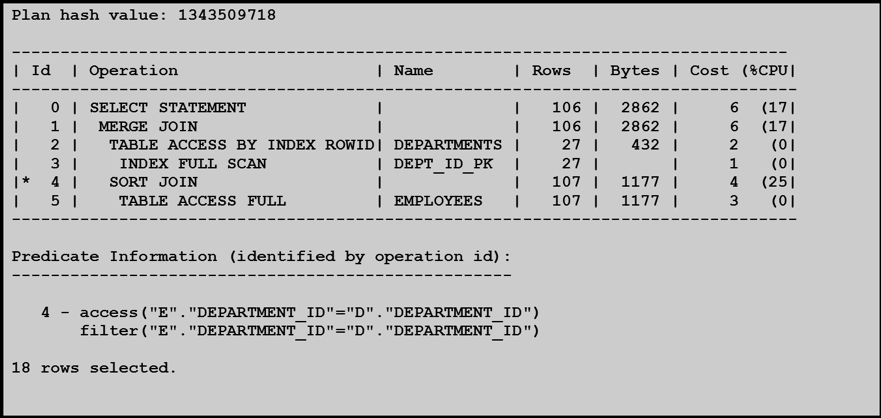 Plan hash value: 1343509718
-------------------------------------------------------------------------------
| Id  | Operation                    | Name        | Rows  | Bytes | Cost (%CPU|
--------------------------------------------------------------------------------
|   0 | SELECT STATEMENT             |             |   106 |  2862 |     6  (17|
|   1 |  MERGE JOIN                  |             |   106 |  2862 |     6  (17|
|   2 |   TABLE ACCESS BY INDEX ROWID| DEPARTMENTS |    27 |   432 |     2   (0|
|   3 |    INDEX FULL SCAN           | DEPT_ID_PK  |    27 |       |     1   (0|
|*  4 |   SORT JOIN                  |             |   107 |  1177 |     4  (25|
|   5 |    TABLE ACCESS FULL         | EMPLOYEES   |   107 |  1177 |     3   (0|
--------------------------------------------------------------------------------
Predicate Information (identified by operation id):
---------------------------------------------------
4 - access("E"."DEPARTMENT_ID"="D"."DEPARTMENT_ID")
filter("E"."DEPARTMENT_ID"="D"."DEPARTMENT_ID")
18 rows selected.